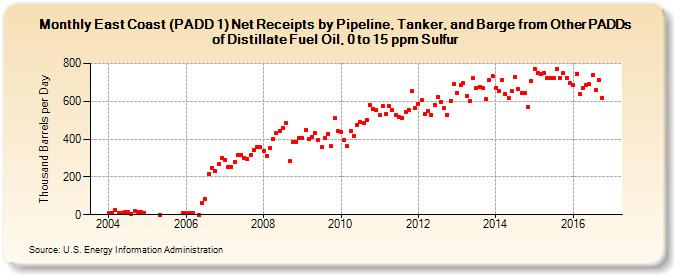 Monthly East Coast (PADD 1) Net Receipts by Pipeline, Tanker, and Barge from Other PADDs
of Distillate Fuel Oil, 0 to 15 ppm Sulfur
Thousand Barrels per Day
800
600
400
200
0
2004 2006 2008 2010 2012 2014 2016
Source: U.S. Energy Information Administration